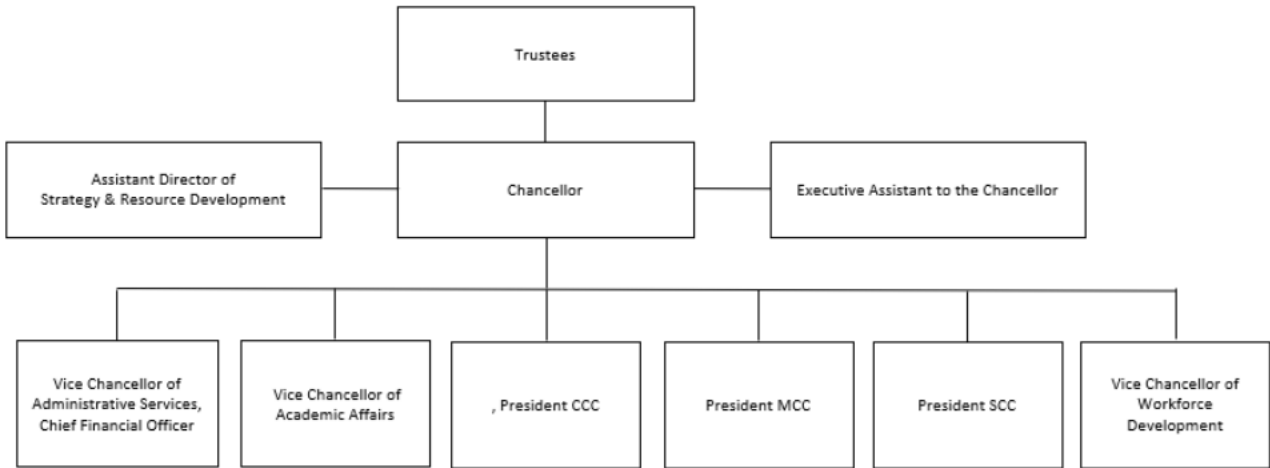 Trustees
Assistant Director of
Strategy & Resource Development
Chancellor
Executive Assistant to the Chancellor
Vice Chancellor of
Administrative Services,
Chief Financial Officer
Vice Chancellor of
Academic Affairs
, President CCC
President MCC
President SCC
Vice Chancellor of
Workforce
Development